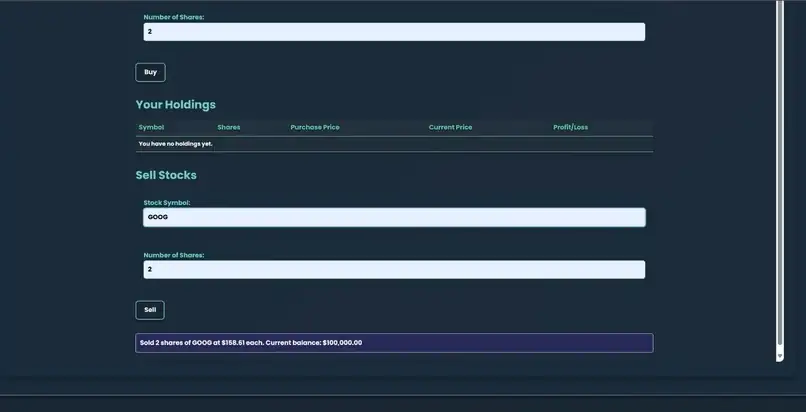 Number of Shares:
2
Buy
Your Holdings
Symbol Shares Purchase Price Current Price Profit/Loss
You have no holdings yet.
Sell Stocks
Stock Symbol:
GOOG
Number of Shares:
2
Sell
Sold 2 shares of GOOG at $158.61 each. Current balance: $100,000.00